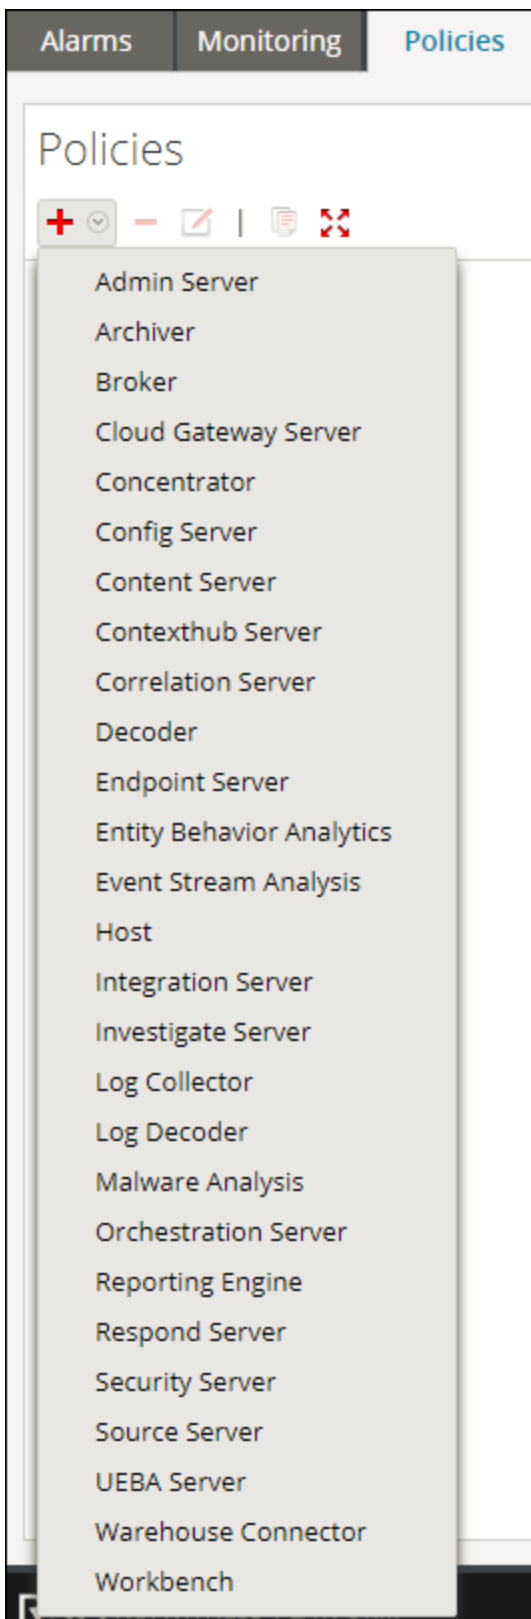 Alarms Monitoring Policies
Policies
Admin Server
Archiver
Broker
Cloud Gateway Server
Concentrator
Config Server
Content Server
Contexthub Server
Correlation Server
Decoder
Endpoint Server
Entity Behavior Analytics
Event Stream Analysis
Host
Integration Server
Investigate Server
Log Collector
Log Decoder
Malware Analysis
Orchestration Server
Reporting Engine
Respond Server
Security Server
Source Server
UEBA Server
Warehouse Connector
Workbench